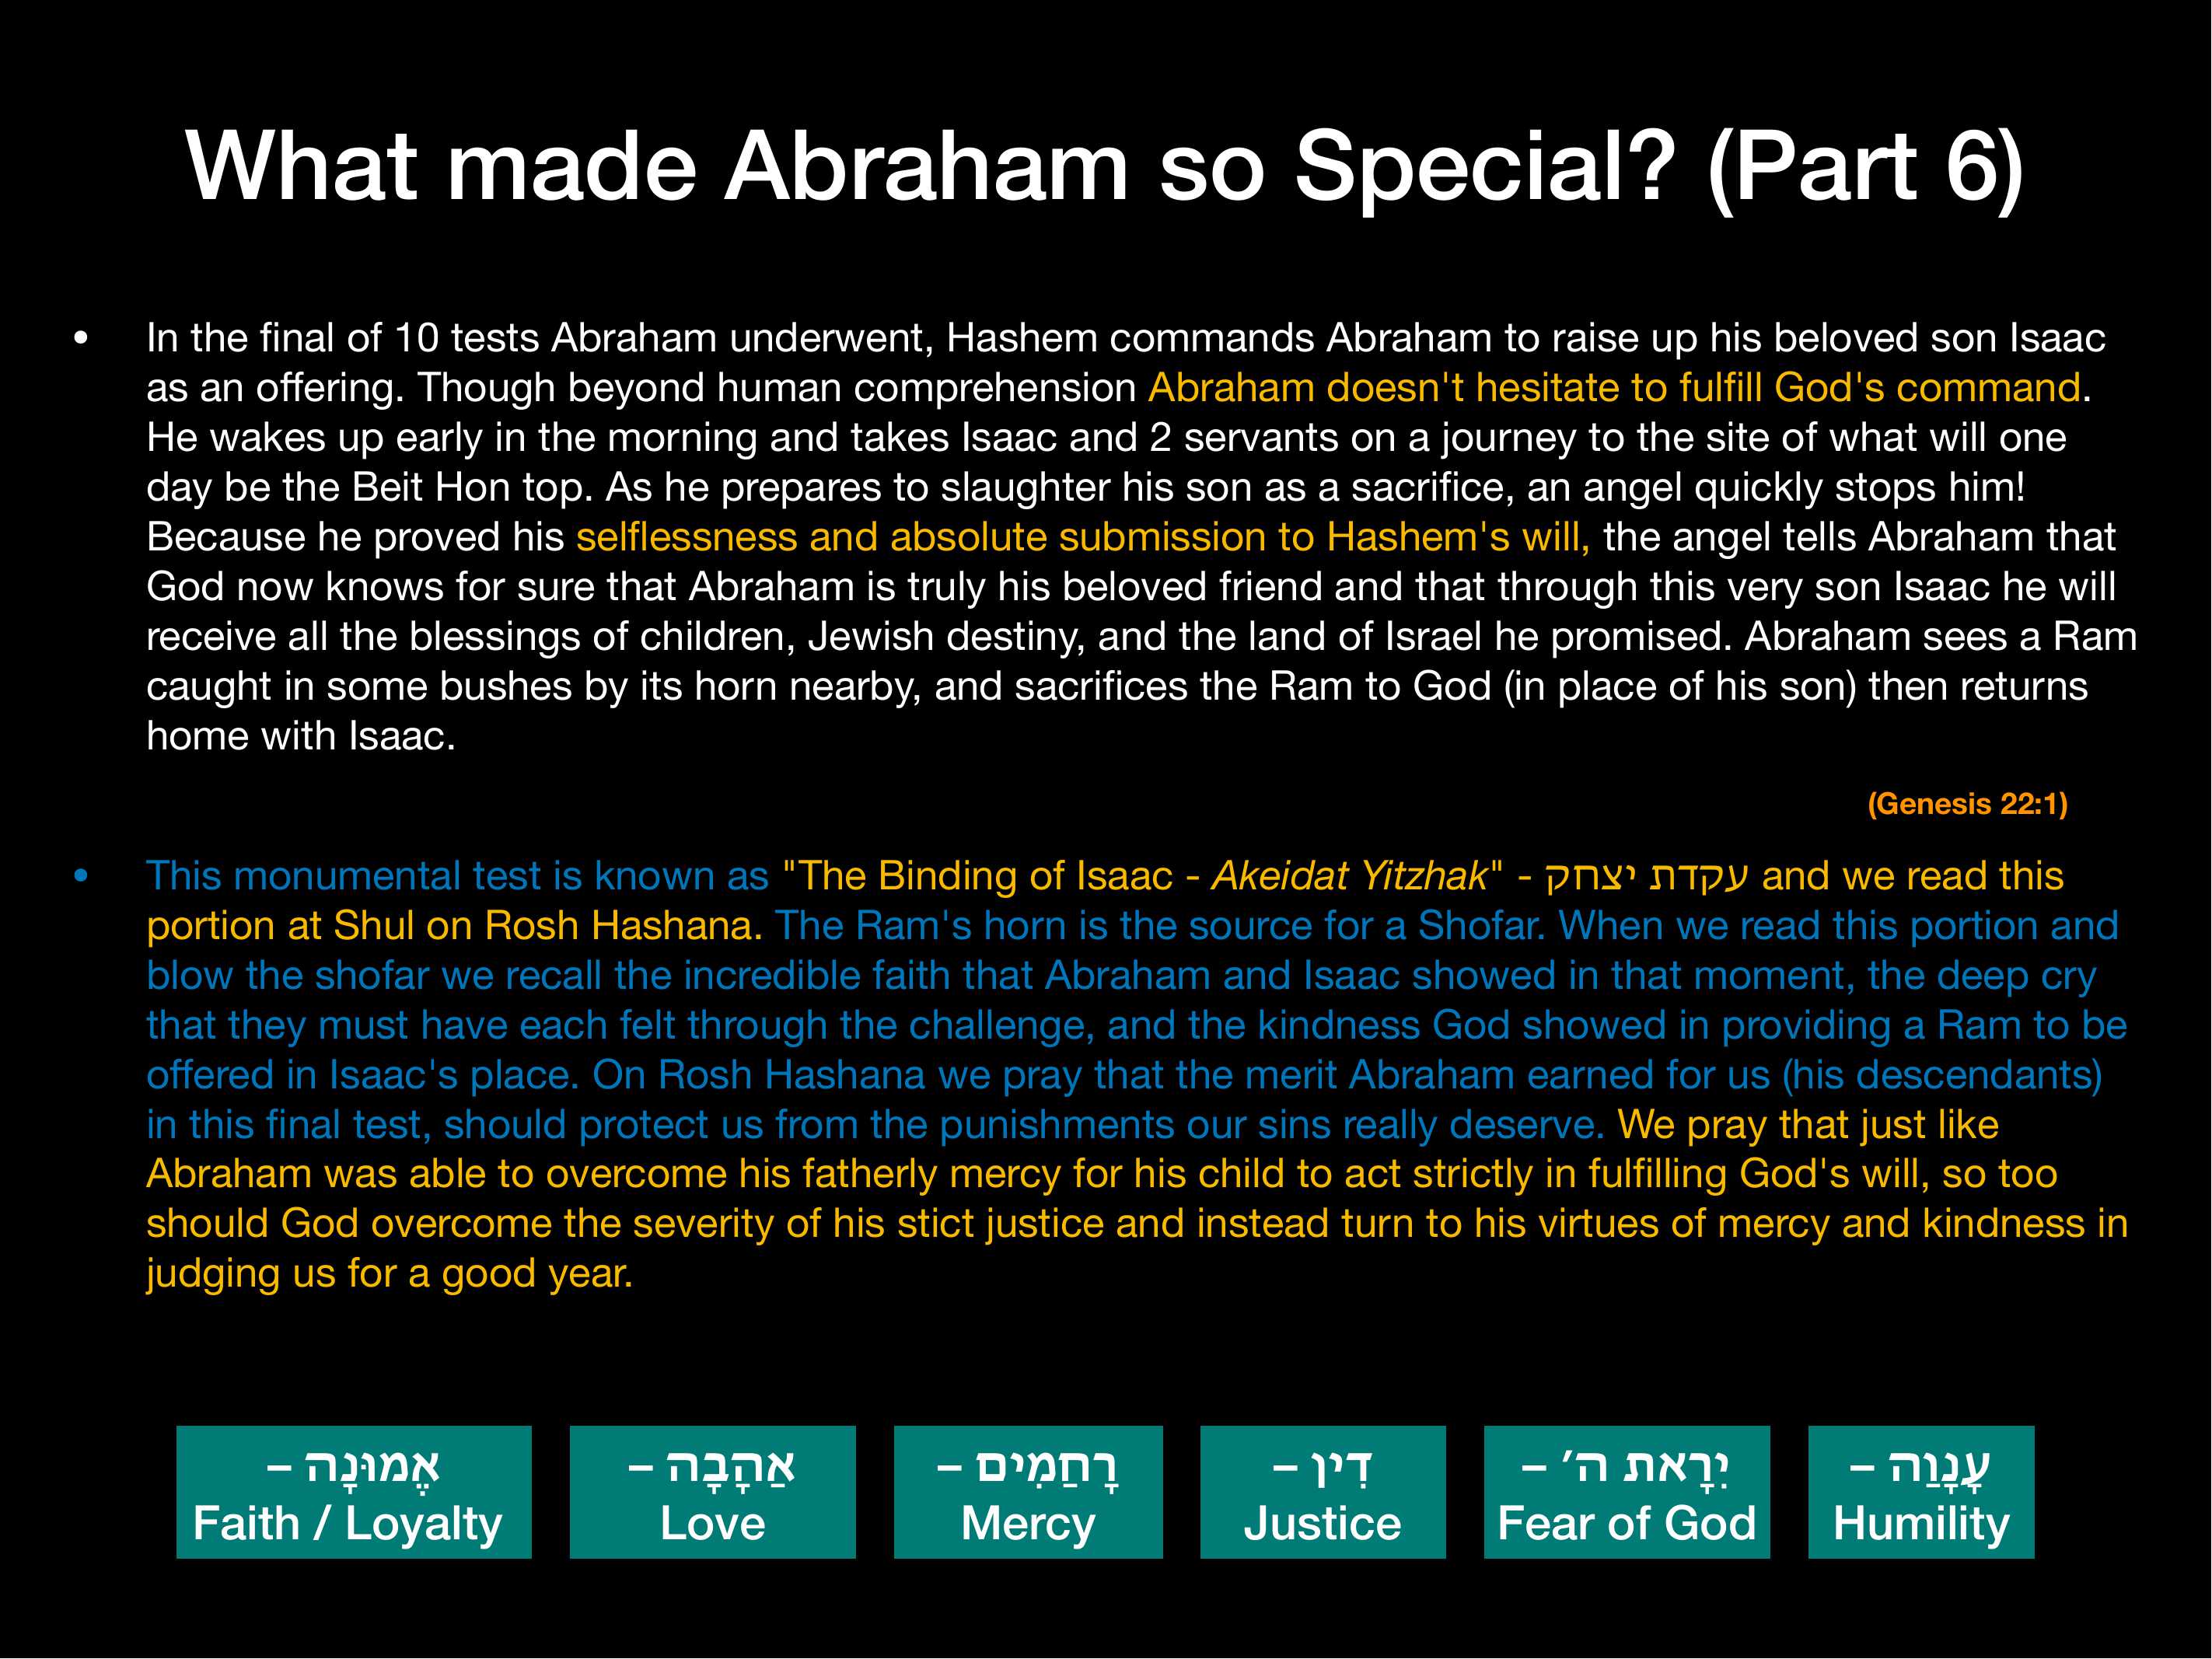 What made Abraham so Special? (Part 6)
• In the final of 10 tests Abraham underwent, Hashem commands Abraham to raise up his beloved son Isaac
as an offering. Though beyond human comprehension Abraham doesn't hesitate to fulfill God's command.
He wakes up early in the morning and takes Isaac and 2 servants on a journey to the site of what will one
day be the Beit Hon top. As he prepares to slaughter his son as a sacrifice, an angel quickly stops him!
Because he proved his selflessness and absolute submission to Hashem's will, the angel tells Abraham that
God now knows for sure that Abraham is truly his beloved friend and that through this very son Isaac he will
receive all the blessings of children, Jewish destiny, and the land of Israel he promised. Abraham sees a Ram
caught in some bushes by its horn nearby, and sacrifices the Ram to God (in place of his son) then returns
home with Isaac.
(Genesis 22:1)
• This monumental test is known as "The Binding of Isaac - Akeidat Yitzhak" - עקדת יצחק and we read this
portion at Shul on Rosh Hashana. The Ram's horn is the source for a Shofar. When we read this portion and
blow the shofar we recall the incredible faith that Abraham and Isaac showed in that moment, the deep cry
that they must have each felt through the challenge, and the kindness God showed in providing a Ram to be
offered in Isaac's place. On Rosh Hashana we pray that the merit Abraham earned for us (his descendants)
in this final test, should protect us from the punishments our sins really deserve. We pray that just like
Abraham was able to overcome his fatherly mercy for his child to act strictly in fulfilling God's will, so too
should God overcome the severity of his stict justice and instead turn to his virtues of mercy and kindness in
judging us for a good year.
אֱמוּנָה –
Faith / Loyalty
אַהָבָה –
Love
רָחַמִים –
Mercy
דִין –
Justice
יִרָאת ה׳ –
Fear of God
עָנָוַה –
Humility